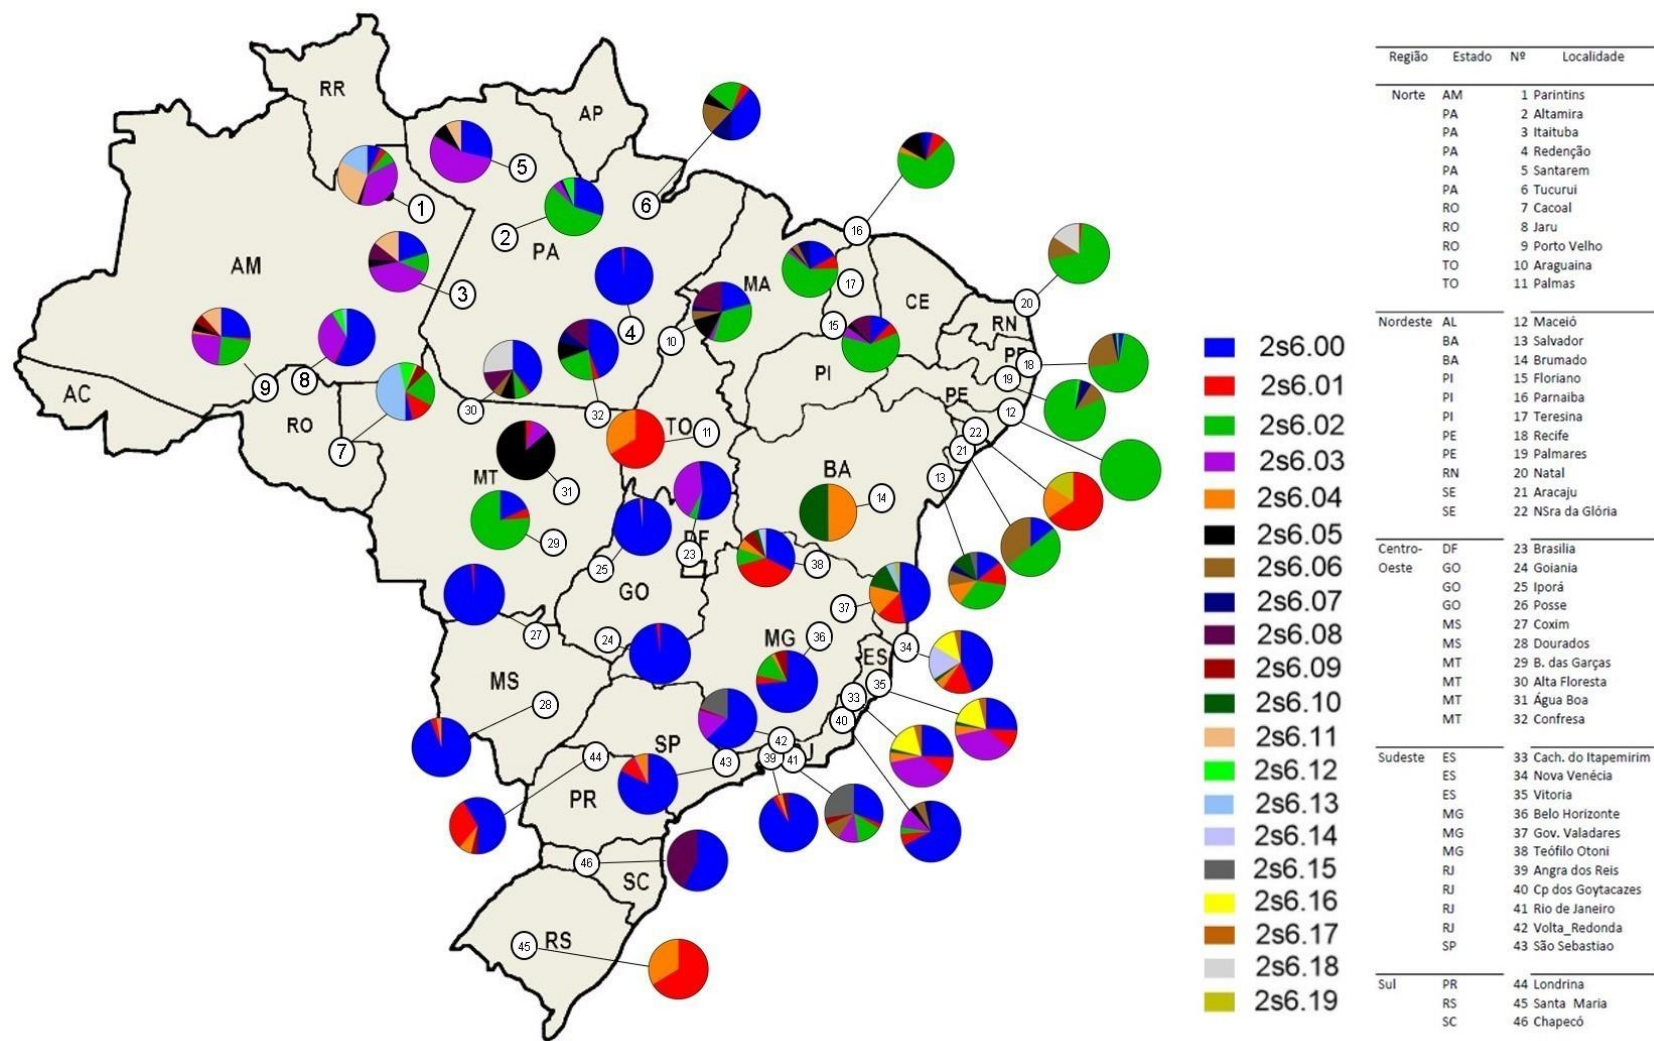 RR
AP
AM
PA
AC
RO
MT
TO
MA
CE
RN
PI
PE
BA
DF
GO
MG
ES
MS
SP
PR
SC
RS
1
2
3
4
5
6
7
8
9
10
11
12
13
14
15
16
17
18
19
20
21
22
23
24
25
26
27
28
29
30
31
32
33
34
35
36
37
38
39
40
41
42
43
44
45
46
2s6.00
2s6.01
2s6.02
2s6.03
2s6.04
2s6.05
2s6.06
2s6.07
2s6.08
2s6.09
2s6.10
2s6.11
2s6.12
2s6.13
2s6.14
2s6.15
2s6.16
2s6.17
2s6.18
2s6.19
Região Estado Nº Localidade
Norte AM 1 Parintins
PA 2 Altamira
PA 3 Itaituba
PA 4 Redenção
PA 5 Santarem
PA 6 Tucurui
RO 7 Cacoal
RO 8 Jaru
RO 9 Porto Velho
TO 10 Araguaina
TO 11 Palmas
Nordeste AL 12 Maceió
BA 13 Salvador
BA 14 Brumado
PI 15 Floriano
PI 16 Parnaiba
PI 17 Teresina
PE 18 Recife
PE 19 Palmares
RN 20 Natal
SE 21 Aracaju
SE 22 NSra da Glória
Centro- DF 23 Brasilia
Oeste GO 24 Goiania
GO 25 Iporá
GO 26 Posse
MS 27 Coxim
MS 28 Dourados
MT 29 B. das Garças
MT 30 Alta Floresta
MT 31 Água Boa
MT 32 Confresa
Sudeste ES 33 Cach. do Itapemirim
ES 34 Nova Venécia
ES 35 Vitoria
MG 36 Belo Horizonte
MG 37 Gov. Valadares
MG 38 Teófilo Otoni
RJ 39 Angra dos Reis
RJ 40 Cp dos Goytacazes
RJ 41 Rio de Janeiro
RJ 42 Volta_Redonda
SP 43 São Sebastiao
Sul PR 44 Londrina
RS 45 Santa Maria
SC 46 Chapecó